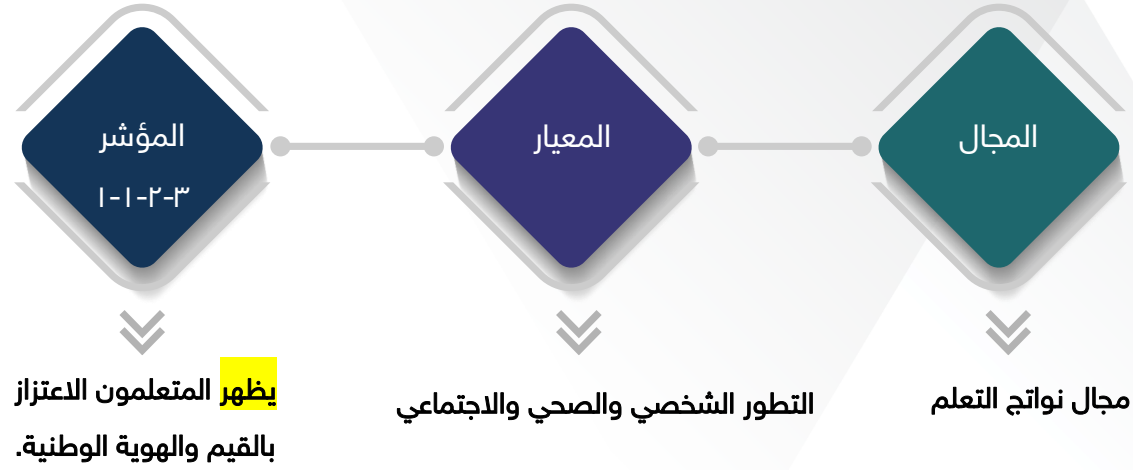 المجال
مجال نواتج التعلم
المعيار
التطور الشخصي والصحي والاجتماعي
المؤشر
٣-٢-١-١
يظهر المتعلمون الاعتزاز
بالقيم والهوية الوطنية.